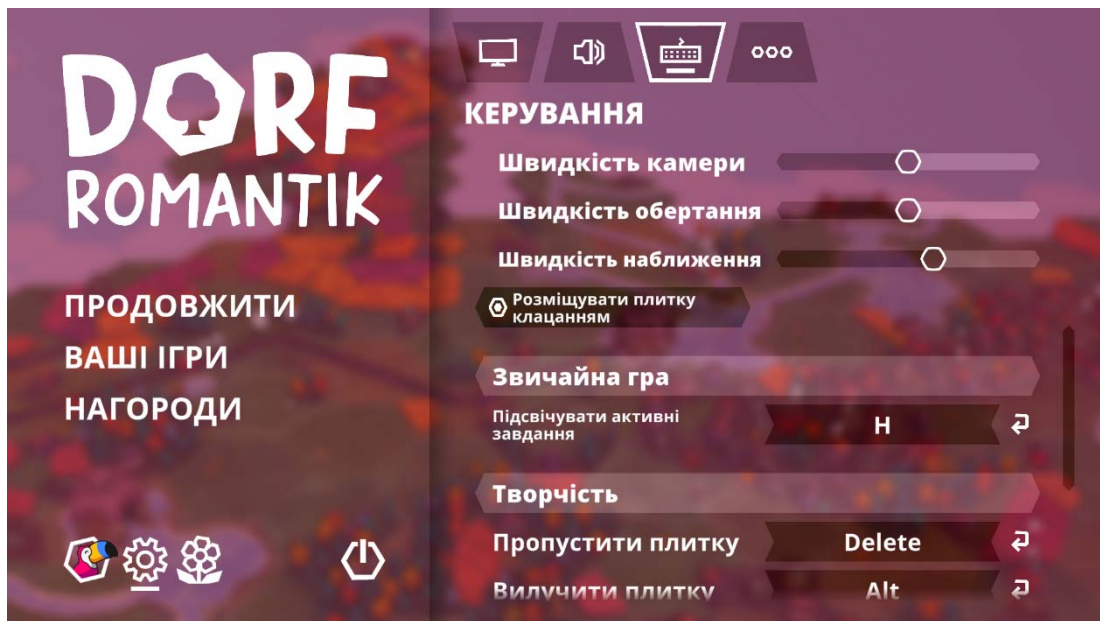 DORF
ROMANTIK
ПРОДОВЖИТИ
ВАШІ ІГРИ
НАГОРОДИ
КЕРУВАННЯ
Швидкість камери
Швидкість обертання
Швидкість наближення
Розміщувати плитку
клацанням
Звичайна гра
Підсвічувати активні
завдання
H
Творчість
Пропустити плитку Delete
Вилучити плитку Alt